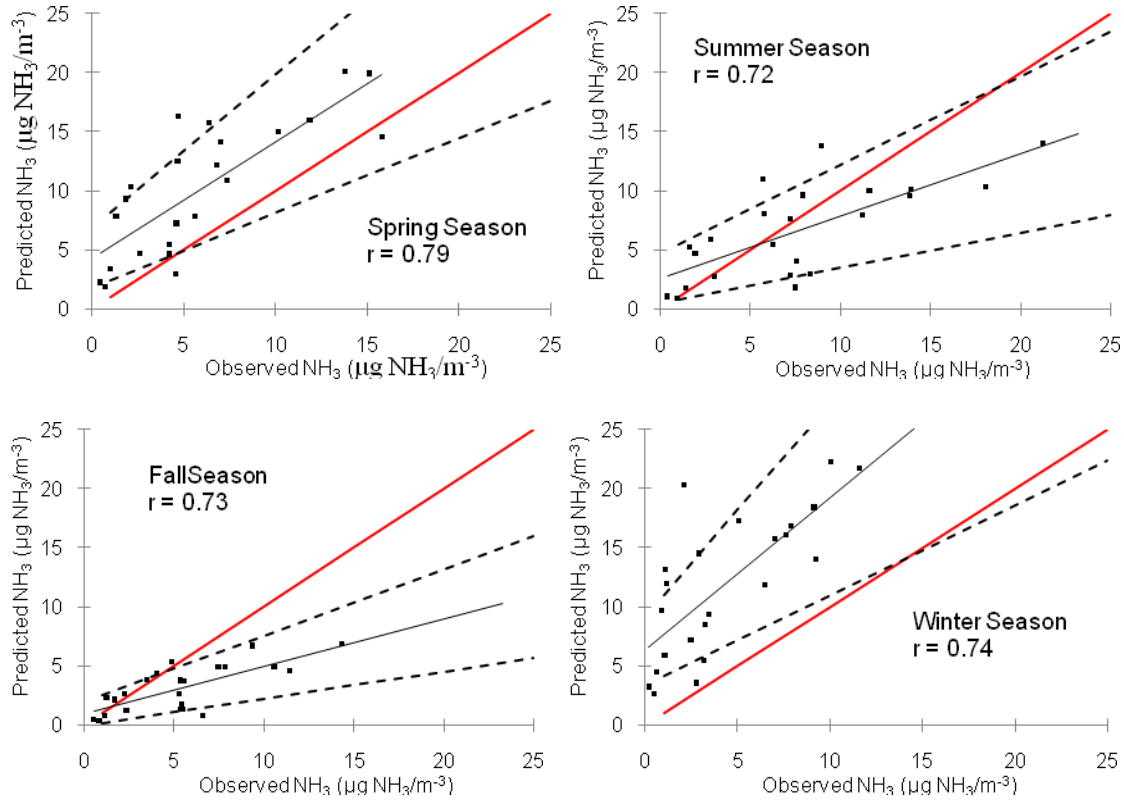 Predicted NH₃ (µg NH₃/m⁻³)
25
20
15
10
5
0
Spring Season
r = 0.79
0 5 10 15 20 25
Observed NH₃ (µg NH₃/m⁻³)
Predicted NH₃ (µg NH₃/m⁻³)
25
20
15
10
5
0
Summer Season
r = 0.72
0 5 10 15 20 25
Observed NH₃ (µg NH₃/m⁻³)
Predicted NH₃ (µg NH₃/m⁻³)
25
20
15
10
5
0
Fall Season
r = 0.73
0 5 10 15 20 25
Observed NH₃ (µg NH₃/m⁻³)
Predicted NH₃ (µg NH₃/m⁻³)
25
20
15
10
5
0
Winter Season
r = 0.74
0 5 10 15 20 25
Observed NH₃ (µg NH₃/m⁻³)